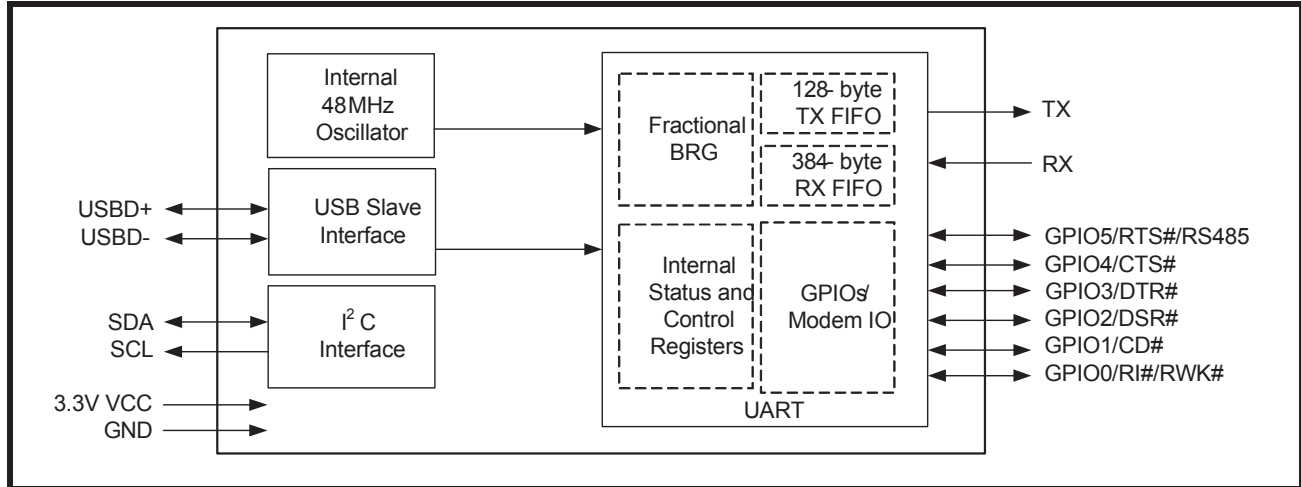 Internal
48MHz
Oscillator
USB Slave
Interface
I² C
Interface
USBD+
USBD-
SDA
SCL
3.3V VCC
GND
Fractional
BRG
128- byte
TX FIFO
384- byte
RX FIFO
Internal
Status and
Control
Registers
GPIOs/
Modem IO
UART
TX
RX
GPIO5/RTS#/RS485
GPIO4/CTS#
GPIO3/DTR#
GPIO2/DSR#
GPIO1/CD#
GPIO0/RI#/RWK#